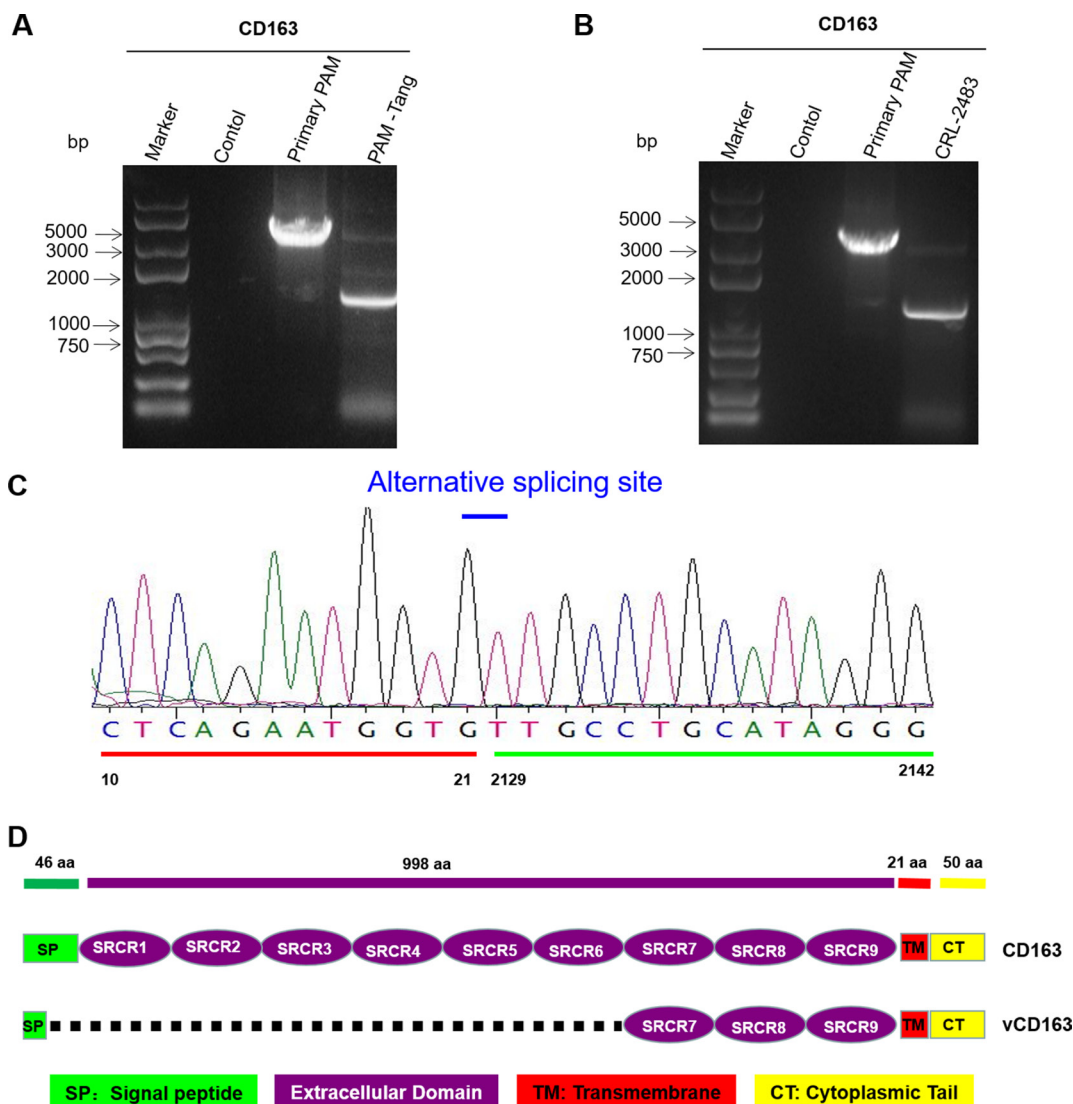 A
CD163
bp
Marker
Contol
Primary PAM
PAM -Tang
5000
3000
2000
1000
750
B
CD163
bp
Marker
Contol
Primary PAM
CRL-2483
5000
3000
2000
1000
750
C
Alternative splicing site
C T C A G A A T G G T G T T G C C T G C A T A G G G
10 21 2129 2142
D
46 aa 998 aa 21 aa 50 aa
SP SRCR1 SRCR2 SRCR3 SRCR4 SRCR5 SRCR6 SRCR7 SRCR8 SRCR9 TM CT CD163
SP SRCR7 SRCR8 SRCR9 TM CT vCD163
SP: Signal peptide Extracellular Domain TM: Transmembrane CT: Cytoplasmic Tail